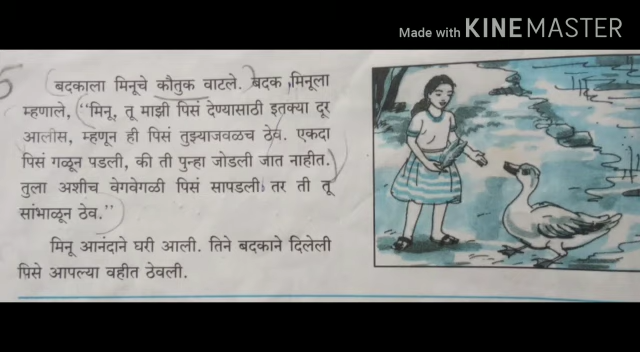 Made with KINEMASTER
5
बदकाला मिनूचे कौतुक वाटले. बदक मिनूला
म्हणाले, "मिनू, तू माझी पिसं देण्यासाठी इतक्या दूर
आलीस, म्हणून ही पिसं तुझ्याजवळच ठेव. एकदा
पिसं गळून पडली, की ती पुन्हा जोडली जात नाहीत.
तुला अशीच वेगवेगळी पिसं सापडली तर ती तू
सांभाळून ठेव."
मिनू आनंदाने घरी आली. तिने बदकाने दिलेली
पिसे आपल्या वहीत ठेवली.